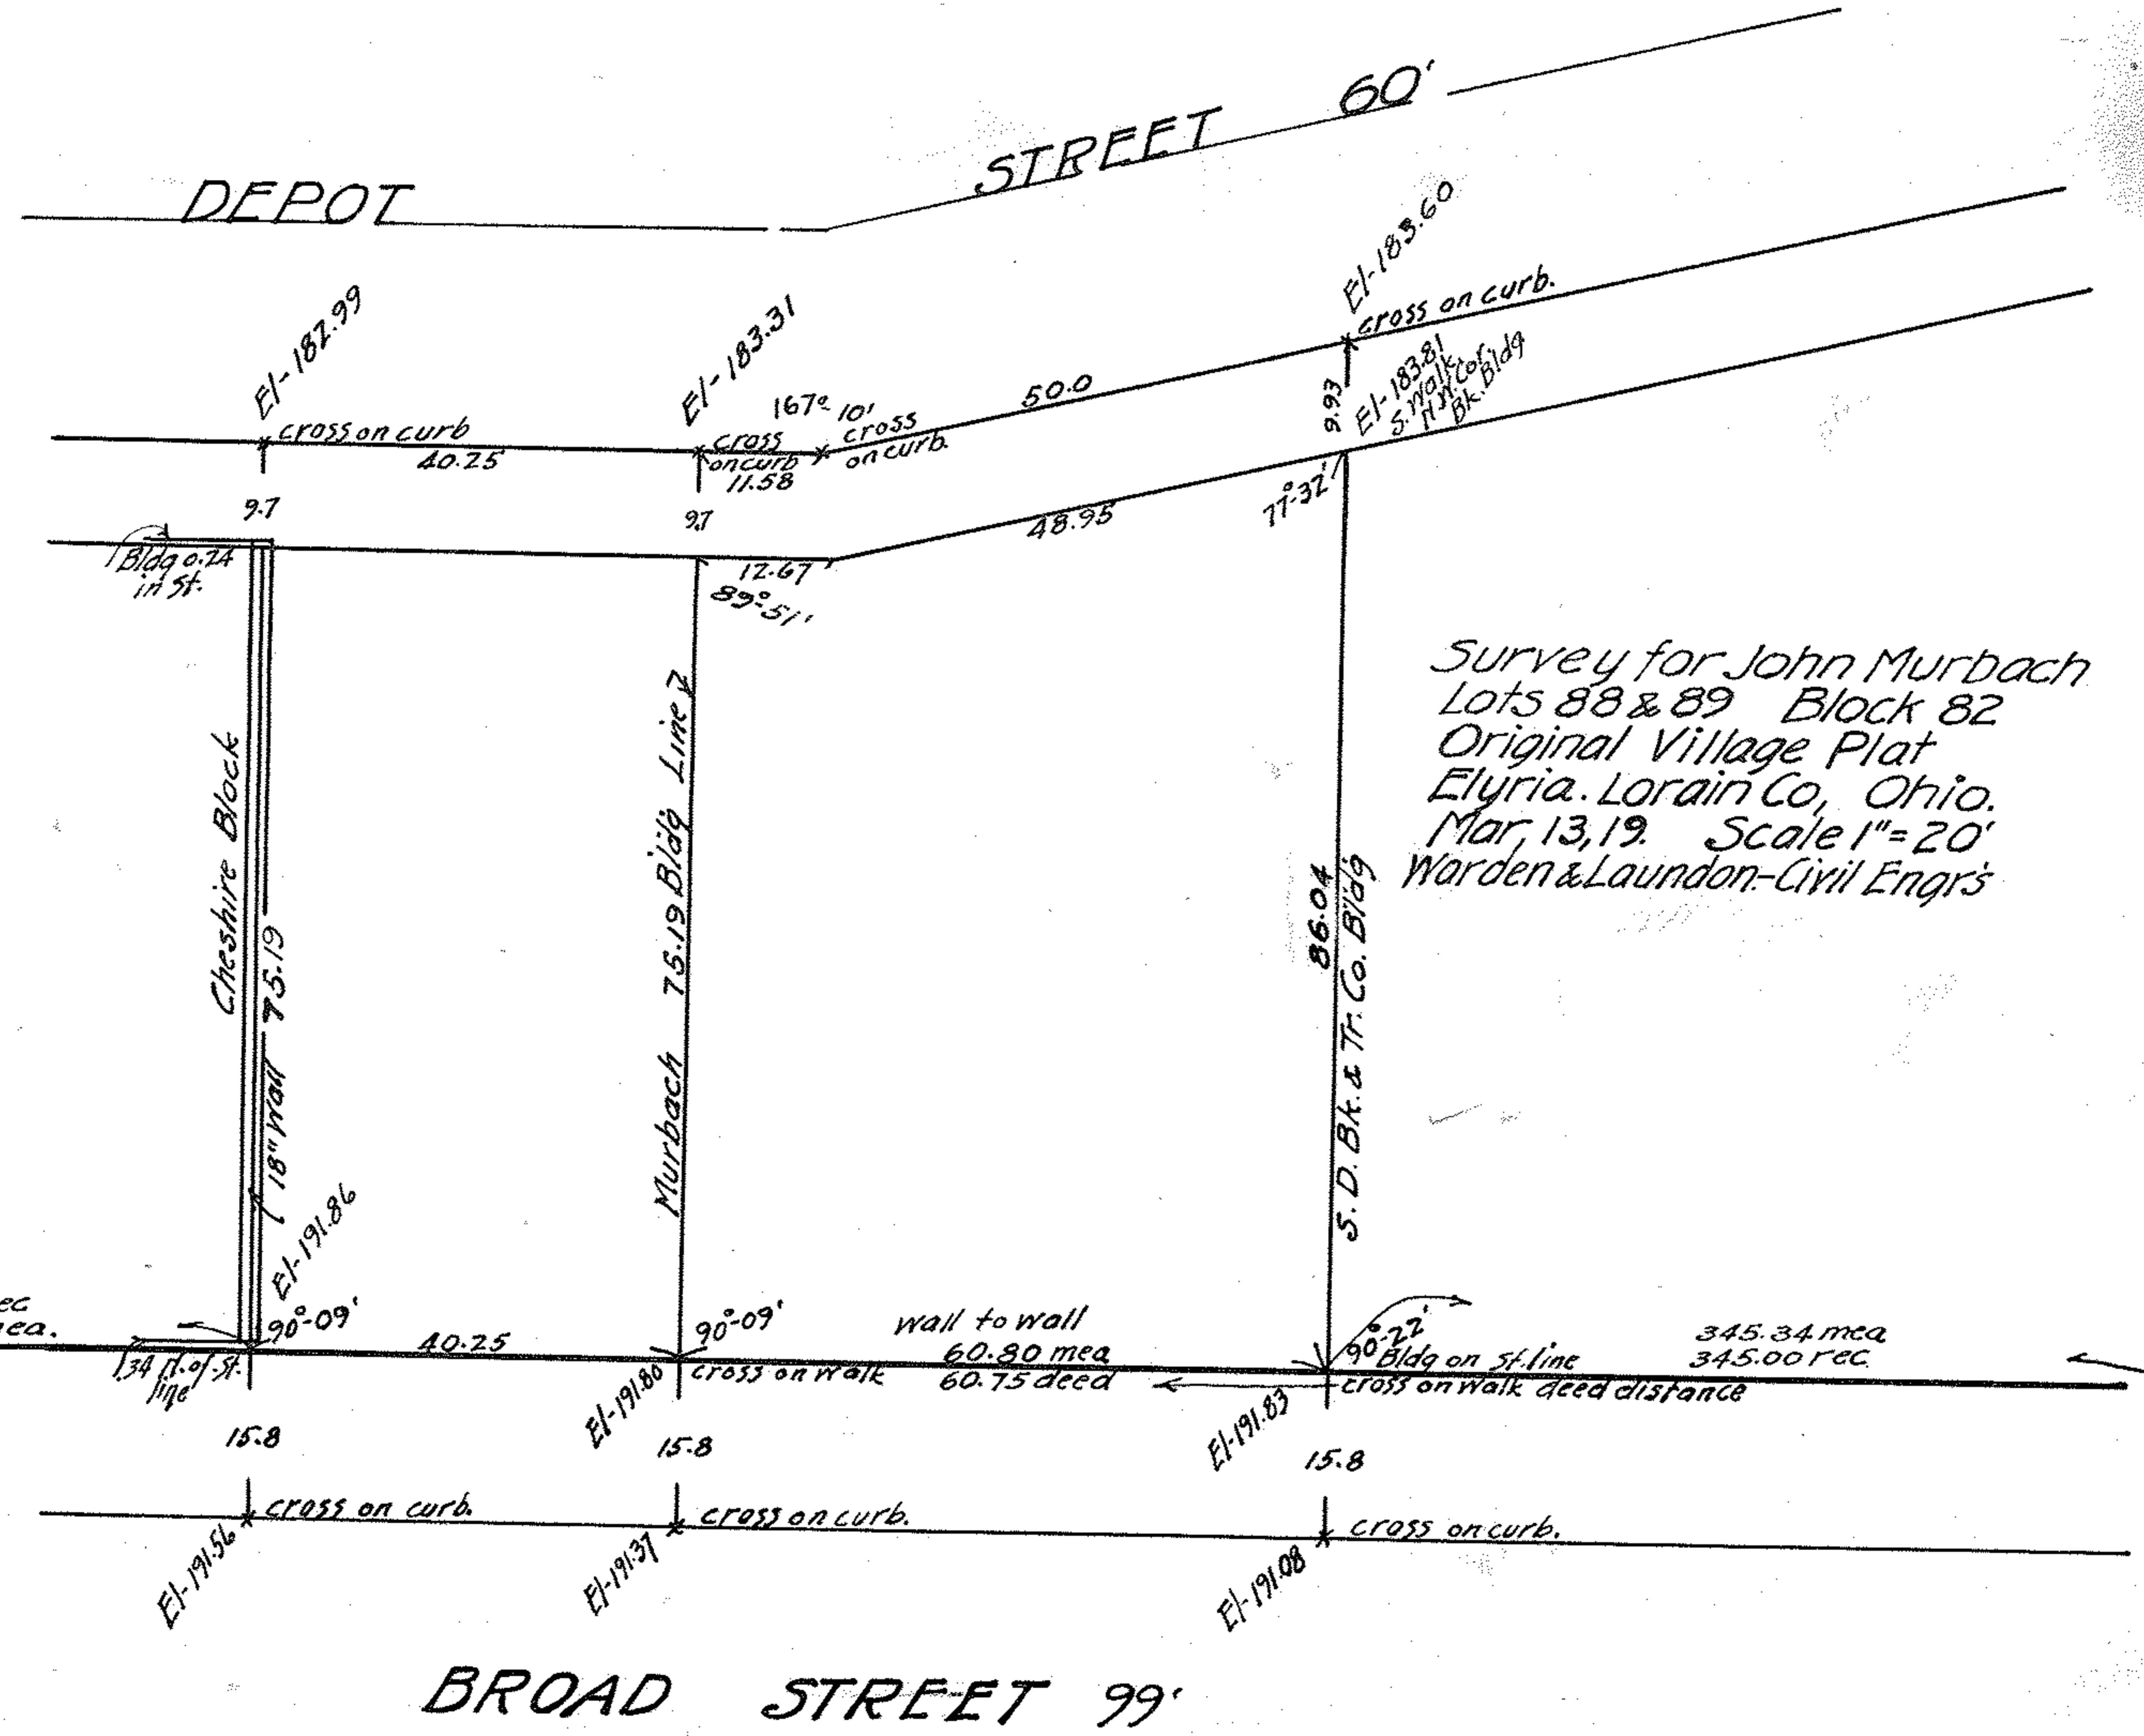 DEPOT STREET 60'
El-182.99
El-183.31
El-183.60
cross on curb
40.25
167°-10'
cross
on curb
11.58
cross
on curb.
50.0
cross on curb.
El-183.81
S. Walk
N.W. Cor.
Bk. Bldg
9.93
9.7
9.7
Bldg 0.24
in St.
12.67
89°-51'
48.95
77°-32'
Survey for John Murbach
Lots 88 & 89 Block 82
Original Village Plat
Elyria. Lorain Co, Ohio.
Mar, 13, 19. Scale 1"=20'
Warden & Laundon-Civil Engr's
Cheshire Block
18" Wall 75.19
Murbach 75.19 Bldg Line
86.04
S. D. Bk. & Tr. Co. Bldg
El-191.86
ec
ea.
90°-09'
.34 N. of St.
line
40.25
90°-09'
Wall to Wall
60.80 mea
60.75 deed
cross on Walk
El-191.80
90°-22'
Bldg on st. line
cross on Walk deed distance
345.34 mea
345.00 rec.
El-191.83
15.8
15.8
15.8
cross on curb.
cross on curb.
cross on curb.
El-191.56
El-191.37
El-191.08
BROAD STREET 99'